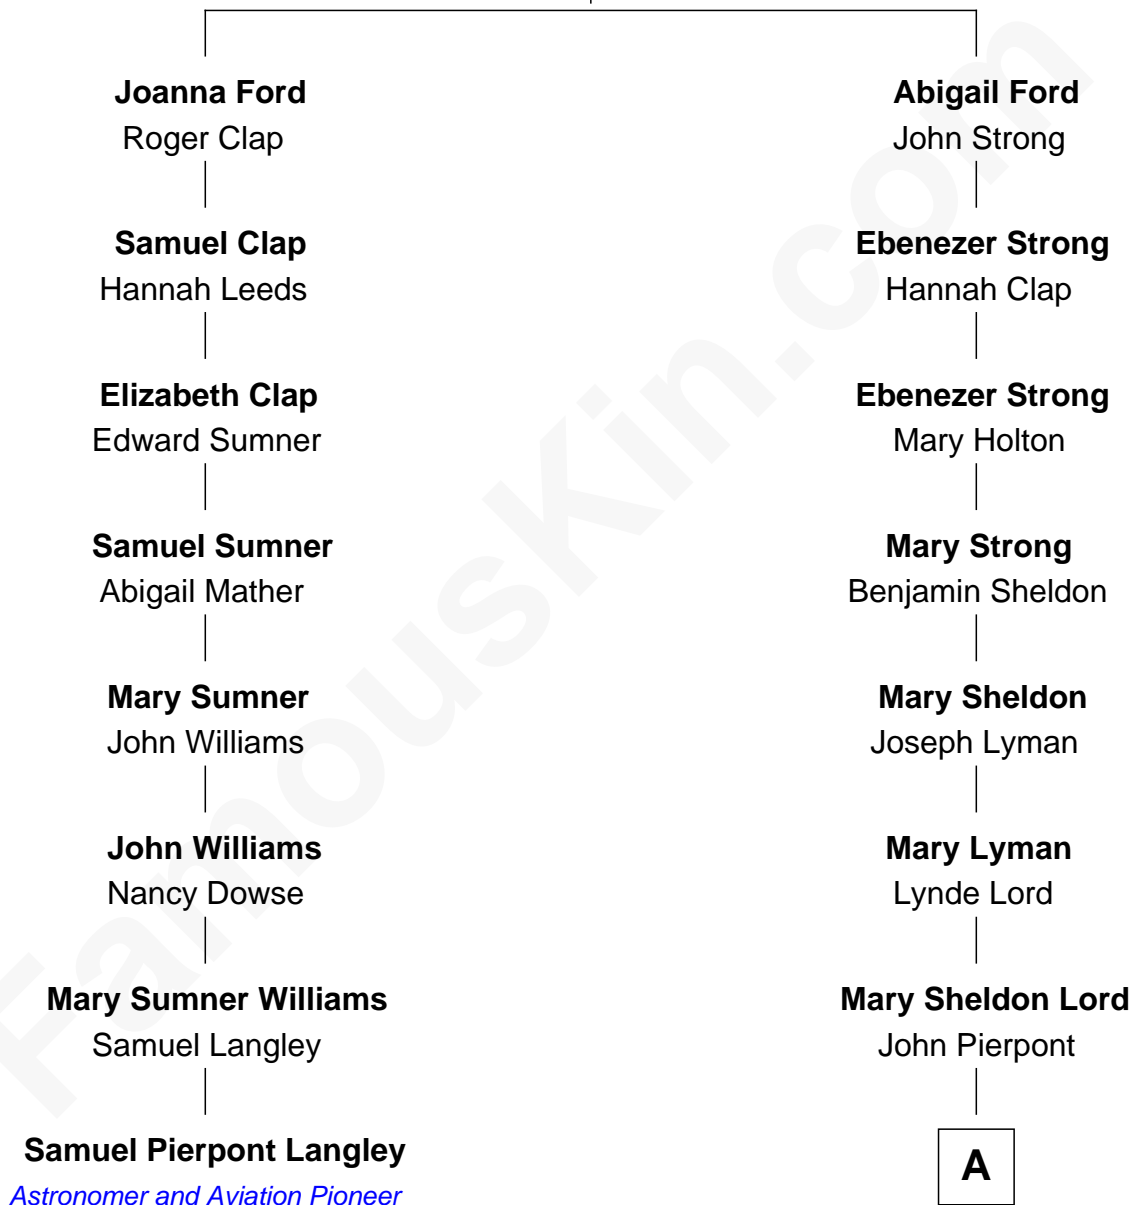 Joanna Ford
Roger Clap
Samuel Clap
Hannah Leeds
Elizabeth Clap
Edward Sumner
Samuel Sumner
Abigail Mather
Mary Sumner
John Williams
John Williams
Nancy Dowse
Mary Sumner Williams
Samuel Langley
Samuel Pierpont Langley
Astronomer and Aviation Pioneer
Abigail Ford
John Strong
Ebenezer Strong
Hannah Clap
Ebenezer Strong
Mary Holton
Mary Strong
Benjamin Sheldon
Mary Sheldon
Joseph Lyman
Mary Lyman
Lynde Lord
Mary Sheldon Lord
John Pierpont
A
FamousKin.com